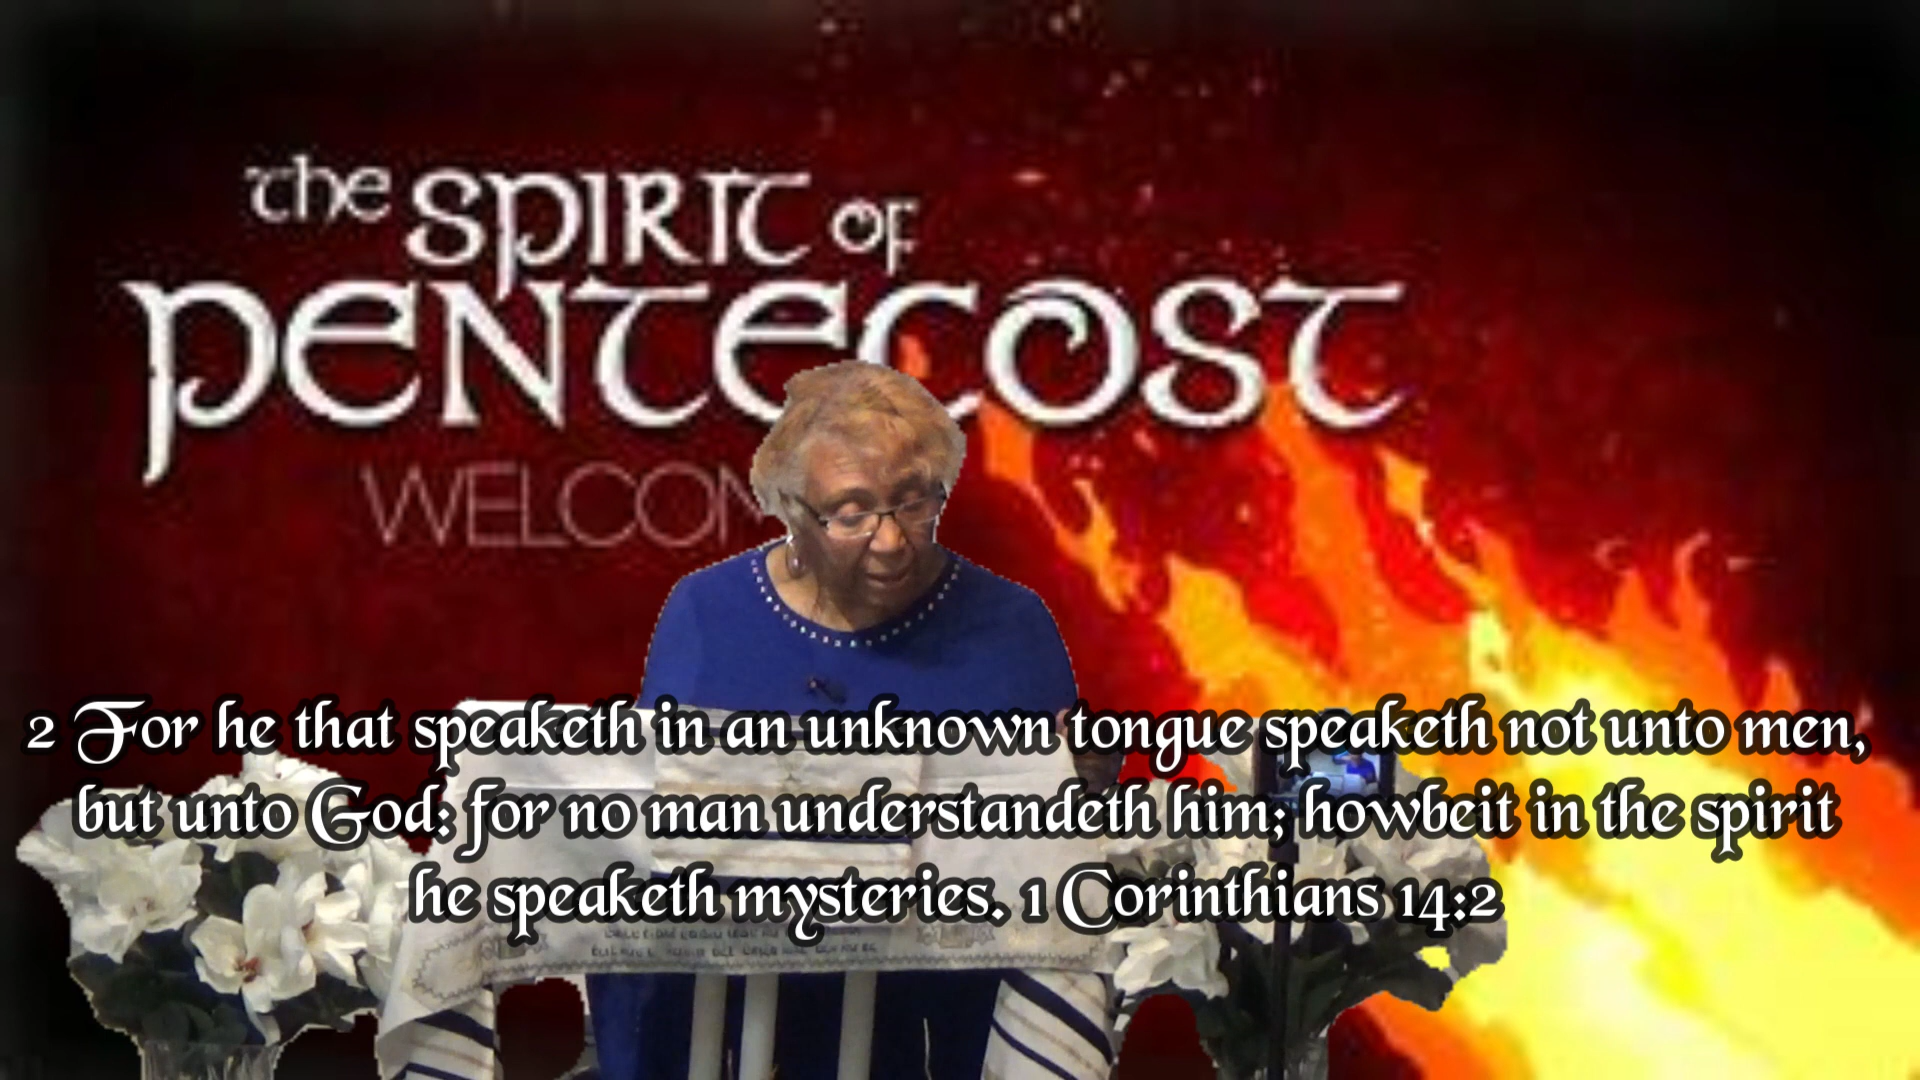 the SPIRIT OF
PENTECOST
WELCOM
2 For he that speaketh in an unknown tongue speaketh not unto men,
but unto God: for no man understandeth him; howbeit in the spirit
he speaketh mysteries. 1 Corinthians 14:2